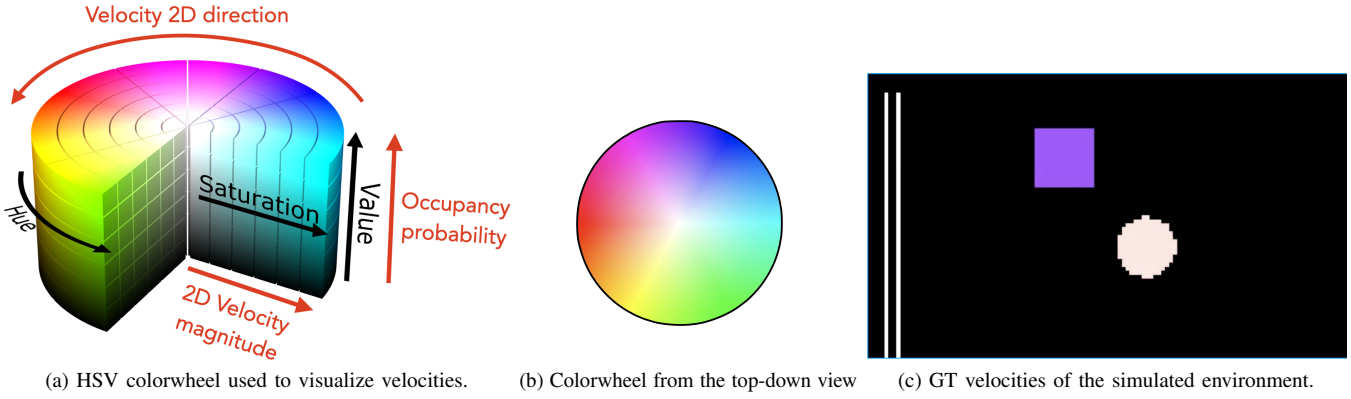 Velocity 2D direction
Hue
Saturation
Value
Occupancy
probability
2D Velocity
magnitude
(a) HSV colorwheel used to visualize velocities.
(b) Colorwheel from the top-down view
(c) GT velocities of the simulated environment.